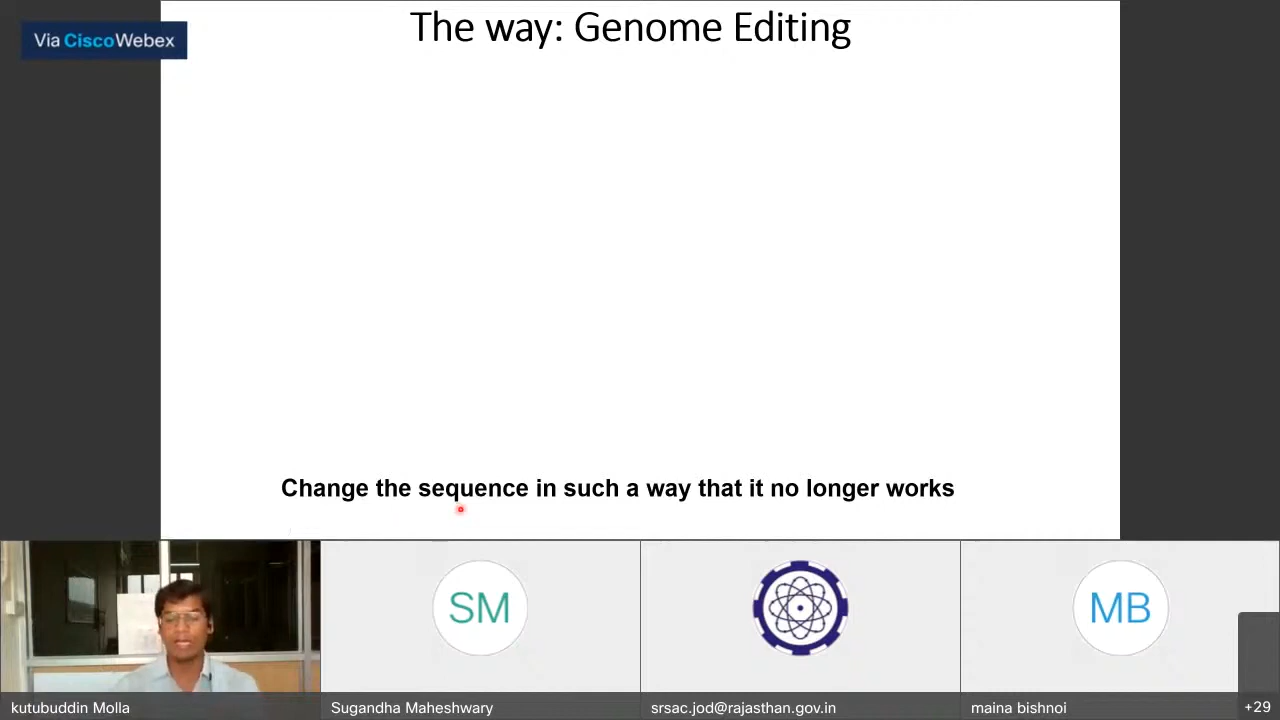 The way: Genome Editing
Via CiscoWebex
Change the sequence in such a way that it no longer works
SM
MB
kutubuddin Molla
Sugandha Maheshwary
srsac.jod@rajasthan.gov.in
maina bishnoi
+29